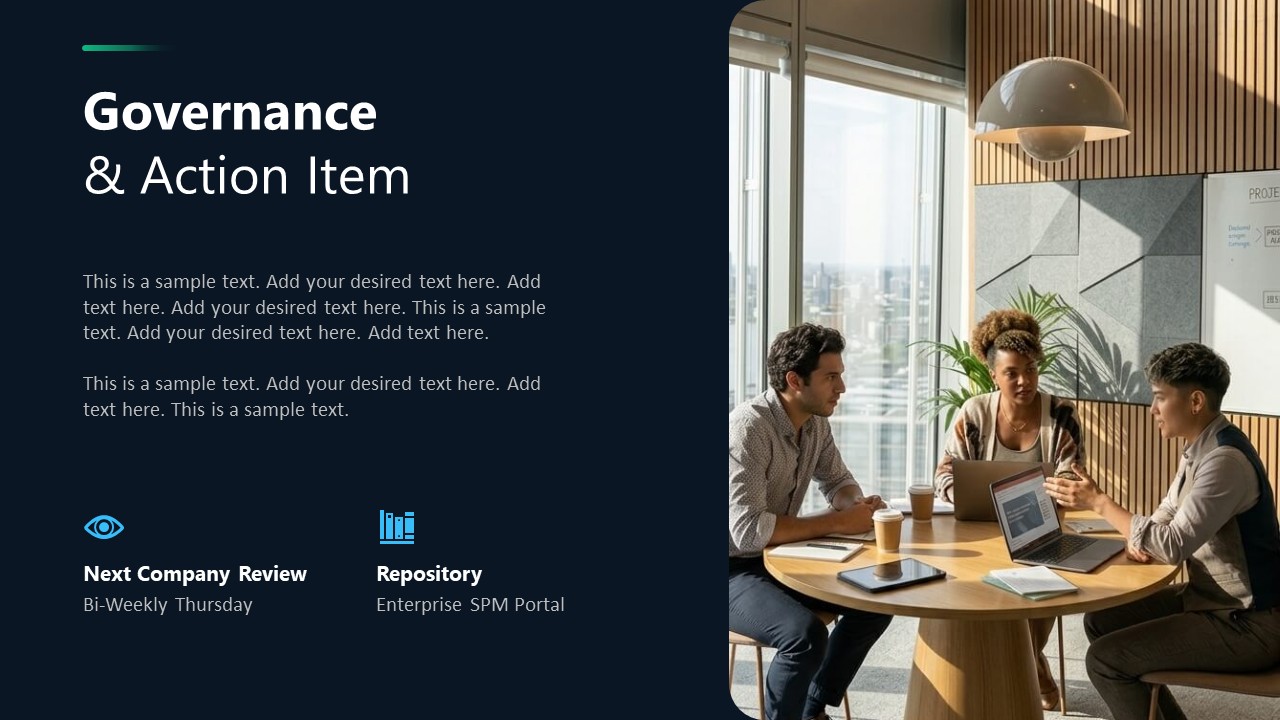 Governance
& Action Item
This is a sample text. Add your desired text here. Add
text here. Add your desired text here. This is a sample
text. Add your desired text here. Add text here.
This is a sample text. Add your desired text here. Add
text here. This is a sample text.
Next Company Review
Bi-Weekly Thursday
Repository
Enterprise SPM Portal
PROJE